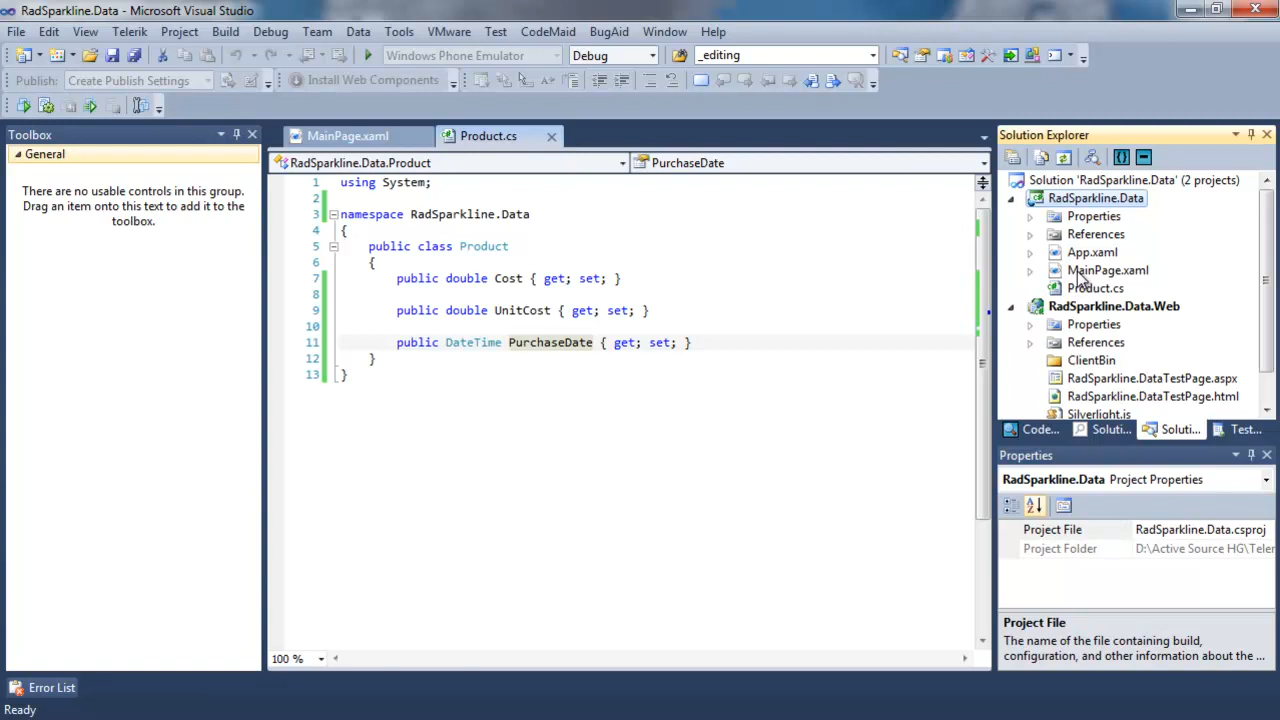 RadSparkline.Data - Microsoft Visual Studio
File Edit View Telerik Project Build Debug Team Data Tools VMware Test CodeMaid BugAid Window Help
Windows Phone Emulator Debug _editing
Publish: Create Publish Settings Install Web Components
Toolbox
General
There are no usable controls in this group.
Drag an item onto this text to add it to the
toolbox.
MainPage.xaml Product.cs
RadSparkline.Data.Product PurchaseDate
1 using System;
2
3 namespace RadSparkline.Data
4 {
5 public class Product
6 {
7 public double Cost { get; set; }
8
9 public double UnitCost { get; set; }
10
11 public DateTime PurchaseDate { get; set; }
12 }
13 }
100 %
Solution Explorer
Solution 'RadSparkline.Data' (2 projects)
RadSparkline.Data
Properties
References
App.xaml
MainPage.xaml
Product.cs
RadSparkline.Data.Web
Properties
References
ClientBin
RadSparkline.DataTestPage.aspx
RadSparkline.DataTestPage.html
Silverlight.js
Code... Soluti... Soluti... Test...
Properties
RadSparkline.Data Project Properties
Project File RadSparkline.Data.csproj
Project Folder D:\Active Source HG\Teler
Project File
The name of the file containing build,
configuration, and other information about the ...
Error List
Ready